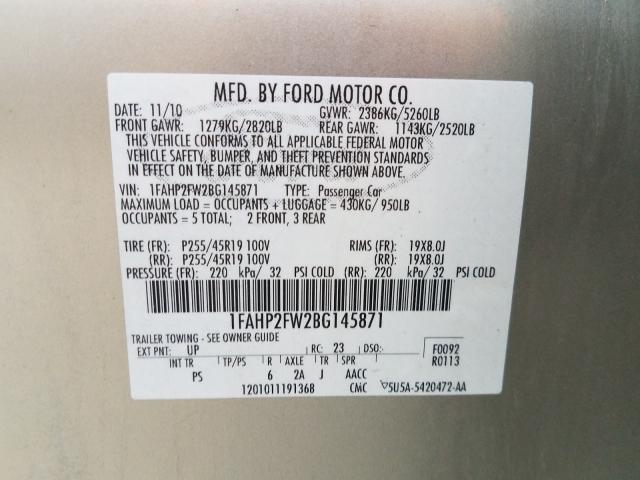 MFD. BY FORD MOTOR CO.
DATE: 11/10 GVWR: 2386KG/5260LB
FRONT GAWR: 1279KG/2820LB REAR GAWR: 1143KG/2520LB
THIS VEHICLE CONFORMS TO ALL APPLICABLE FEDERAL MOTOR
VEHICLE SAFETY, BUMPER, AND THEFT PREVENTION STANDARDS
IN EFFECT ON THE DATE OF MANUFACTURE SHOWN ABOVE.
VIN: 1FAHP2FW2BG145871 TYPE: Passenger Car
MAXIMUM LOAD = OCCUPANTS + LUGGAGE = 430KG/ 950LB
OCCUPANTS = 5 TOTAL; 2 FRONT, 3 REAR
TIRE (FR): P255/45R19 100V RIMS (FR): 19X8.0J
(RR): P255/45R19 100V (RR): 19X8.0J
PRESSURE (FR): 220 kPa/ 32 PSI COLD (RR): 220 kPa/ 32 PSI COLD
1FAHP2FW2BG145871
TRAILER TOWING - SEE OWNER GUIDE
EXT PNT: UP RC: 23 DSO: F0092
INT TR TP/PS R AXLE TR SPR R0113
PS 6 2A J AACC
1201011191368 CMC ▽5U5A-5420472-AA